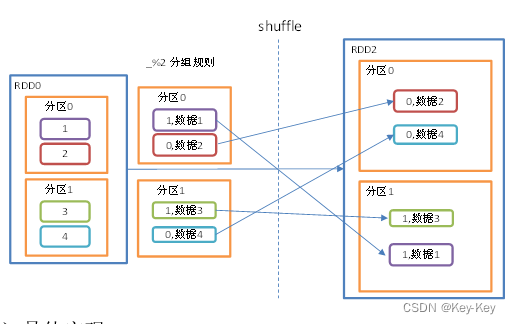 shuffle
_%2 分组规则
RDD0
分区0
1
2
分区1
3
4
分区0
1,数据1
0,数据2
分区1
1,数据3
0,数据4
RDD2
分区0
0,数据2
0,数据4
分区1
1,数据3
1,数据1
CSDN @Key-Key